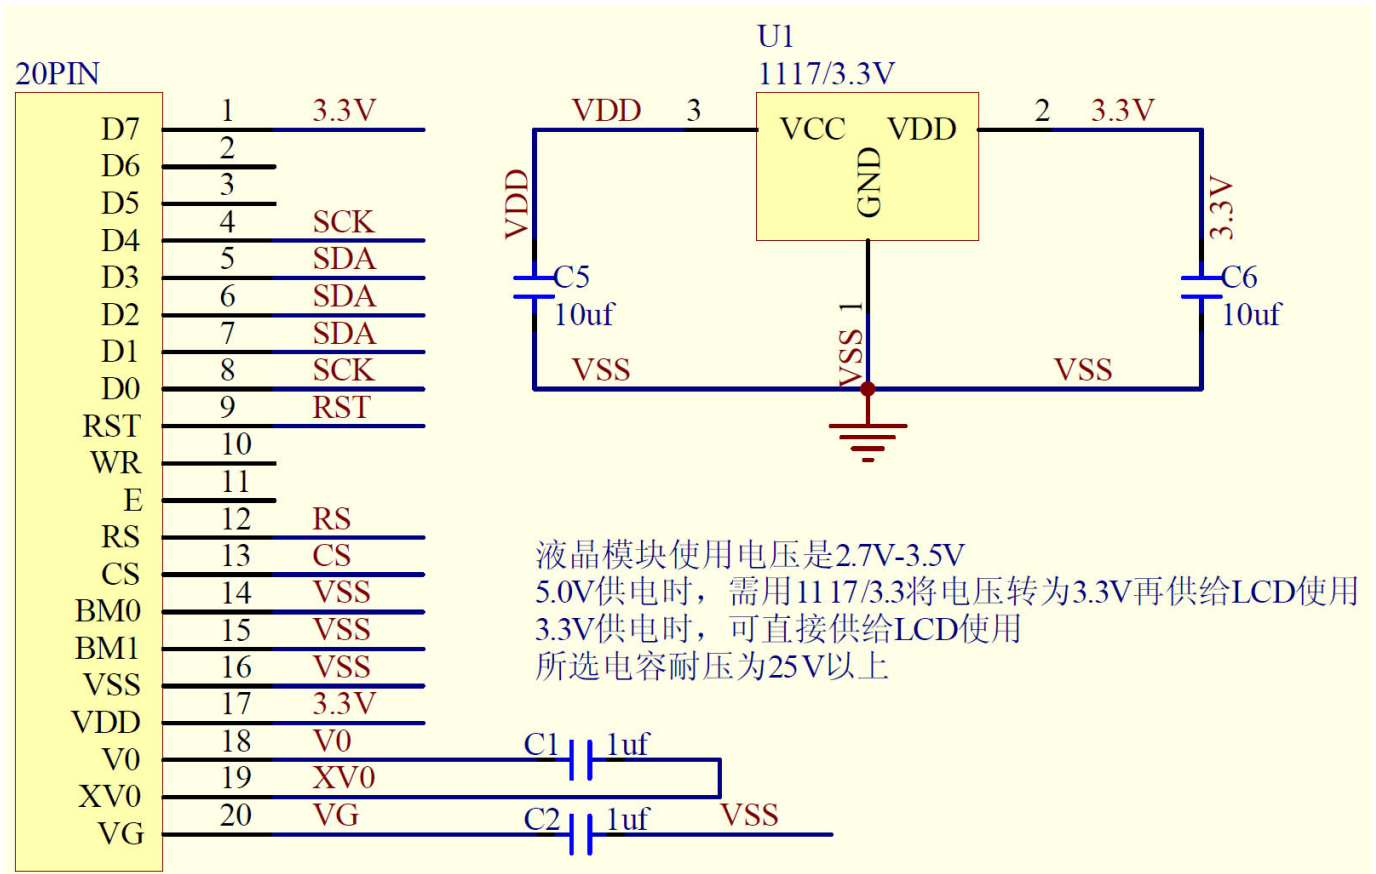 20PIN
D7 1 3.3V
D6 2
D5 3
D4 4 SCK
D3 5 SDA
D2 6 SDA
D1 7 SDA
D0 8 SCK
RST 9 RST
WR 10
E 11
RS 12 RS
CS 13 CS
BM0 14 VSS
BM1 15 VSS
VSS 16 VSS
VDD 17 3.3V
V0 18 V0 C1 1uf
XV0 19 XV0
VG 20 VG C2 1uf VSS
U1
1117/3.3V
VDD 3 VCC VDD 2 3.3V
GND
VDD
3.3V
C5
10uf
C6
10uf
1
VSS
VSS
VSS
液晶模块使用电压是2.7V-3.5V
5.0V供电时，需用1117/3.3将电压转为3.3V再供给LCD使用
3.3V供电时，可直接供给LCD使用
所选电容耐压为25V以上